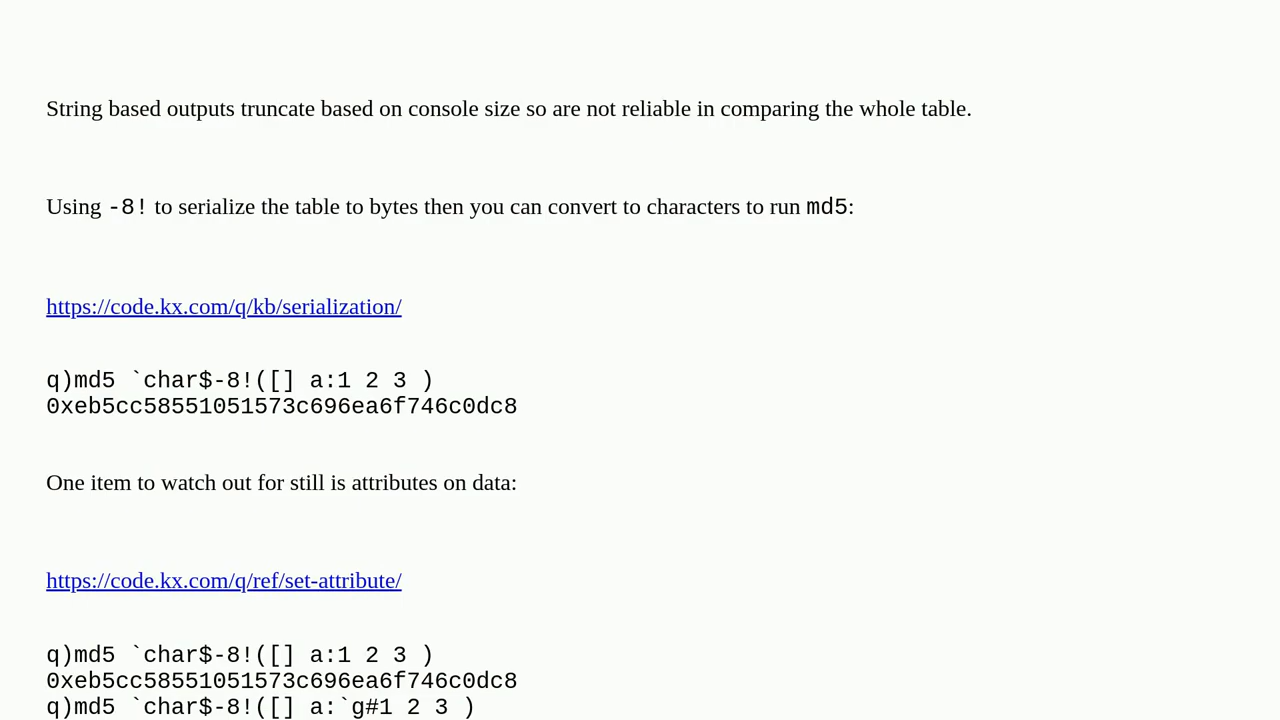 String based outputs truncate based on console size so are not reliable in comparing the whole table.
Using -8! to serialize the table to bytes then you can convert to characters to run md5:
https://code.kx.com/q/kb/serialization/
q)md5 `char$-8!([] a:1 2 3 )
0xeb5cc58551051573c696ea6f746c0dc8
One item to watch out for still is attributes on data:
https://code.kx.com/q/ref/set-attribute/
q)md5 `char$-8!([] a:1 2 3 )
0xeb5cc58551051573c696ea6f746c0dc8
q)md5 `char$-8!([] a:`g#1 2 3 )